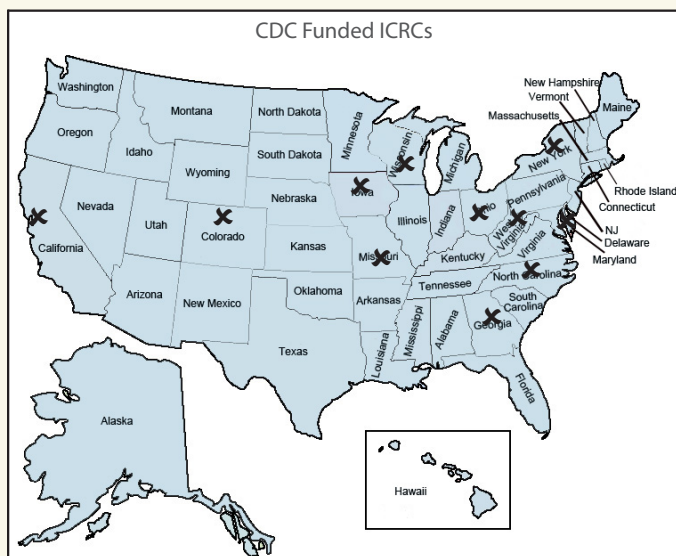 CDC Funded ICRCs
Washington
Oregon
California
Nevada
Idaho
Montana
Wyoming
Utah
Arizona
Colorado
New Mexico
North Dakota
South Dakota
Nebraska
Kansas
Oklahoma
Texas
Minnesota
Iowa
Missouri
Arkansas
Louisiana
Wisconsin
Illinois
Michigan
Indiana
Ohio
Kentucky
Tennessee
Mississippi
Alabama
Georgia
Florida
South
Carolina
North Carolina
Virginia
West
Virginia
Pennsylvania
New York
New Hampshire
Vermont
Massachusetts
Maine
Rhode Island
Connecticut
NJ
Delaware
Maryland
Alaska
Hawaii